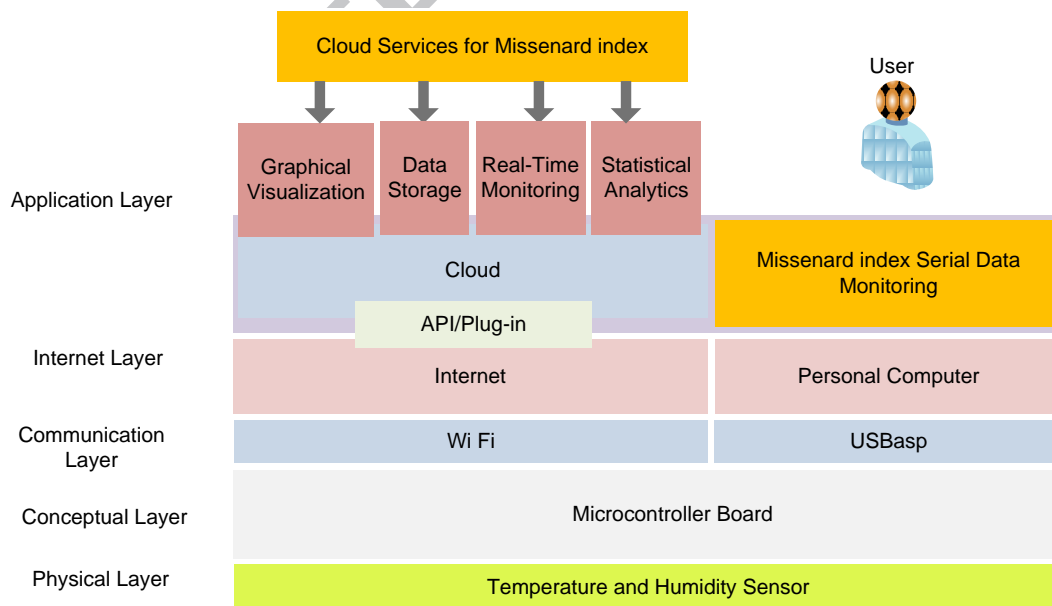 Cloud Services for Missenard index
User
Graphical
Visualization
Data
Storage
Real-Time
Monitoring
Statistical
Analytics
Application Layer
Cloud
Missenard index Serial Data
Monitoring
API/Plug-in
Internet Layer
Internet
Personal Computer
Communication
Layer
Wi Fi
USBasp
Conceptual Layer
Microcontroller Board
Physical Layer
Temperature and Humidity Sensor